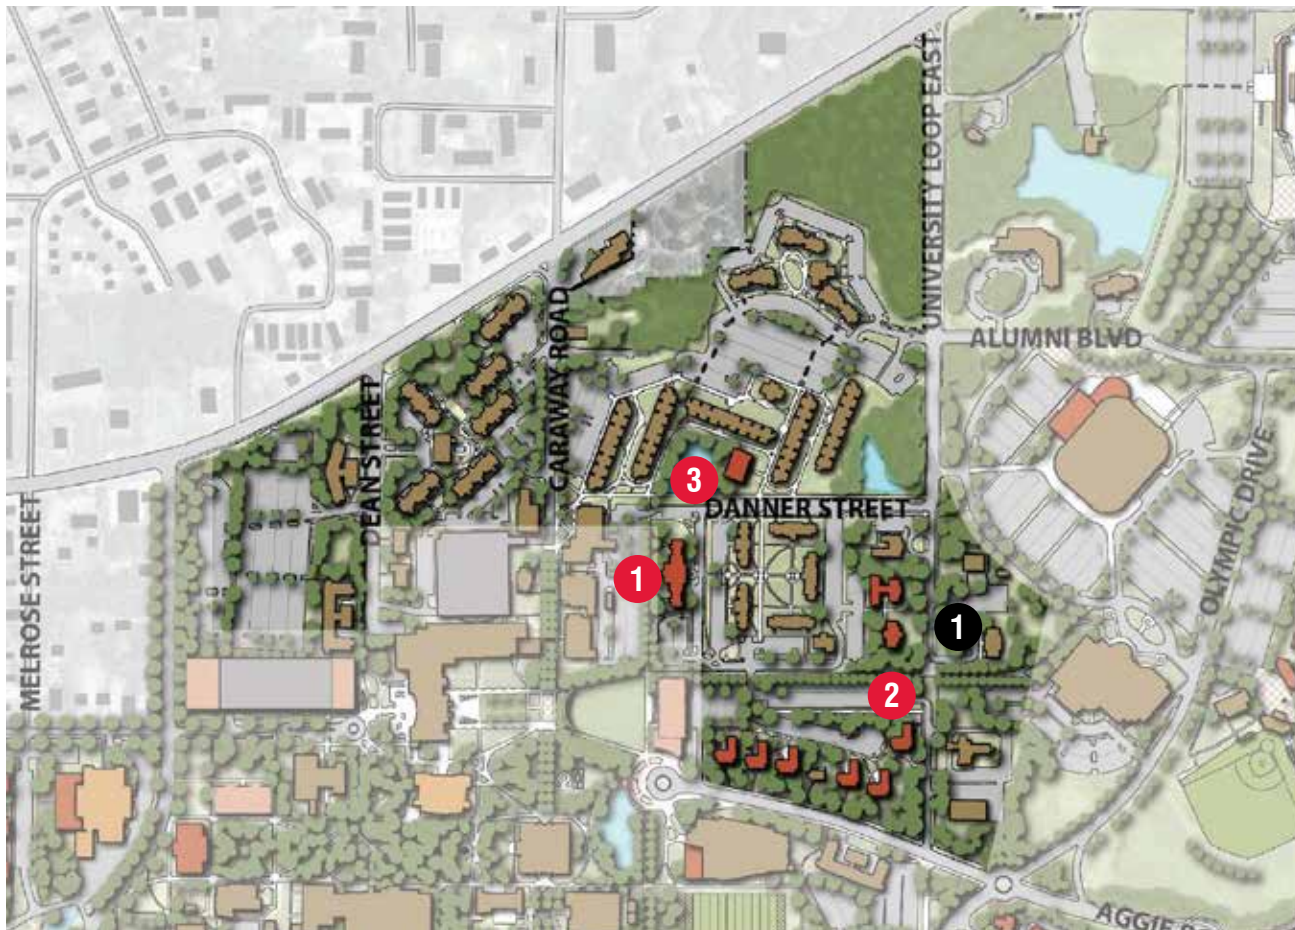 UNIVERSITY LOOP EAST
ALUMNI BLVD
CARAWAY ROAD
DEAN STREET
OLYMPIC DRIVE
3
DANNER STREET
MELROSE STREET
1
1
2
AGGIE